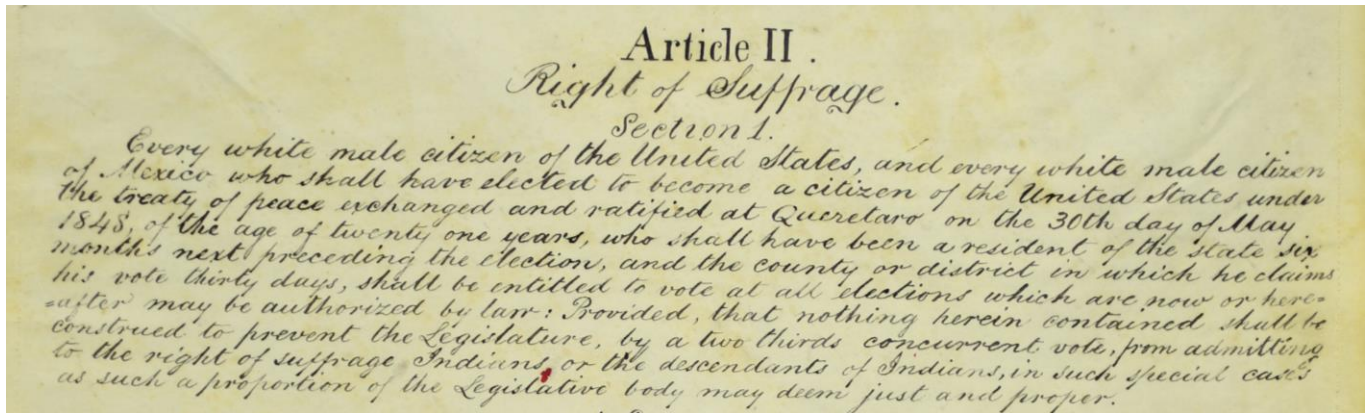 Article II.
Right of Suffrage.
Section 1.
Every white male citizen of the United States, and every white male citizen
of Mexico who shall have elected to become a citizen of the United States under
the treaty of peace exchanged and ratified at Queretaro on the 30th day of May
1848, of the age of twenty one years, who shall have been a resident of the state six
months next preceding the election, and the county or district in which he claims
his vote thirty days, shall be entitled to vote at all elections which are now or here=
=after may be authorized by law: Provided, that nothing herein contained shall be
construed to prevent the Legislature, by a two thirds concurrent vote, from admitting
to the right of suffrage Indians, or the descendants of Indians, in such special cases
as such a proportion of the Legislative body may deem just and proper.